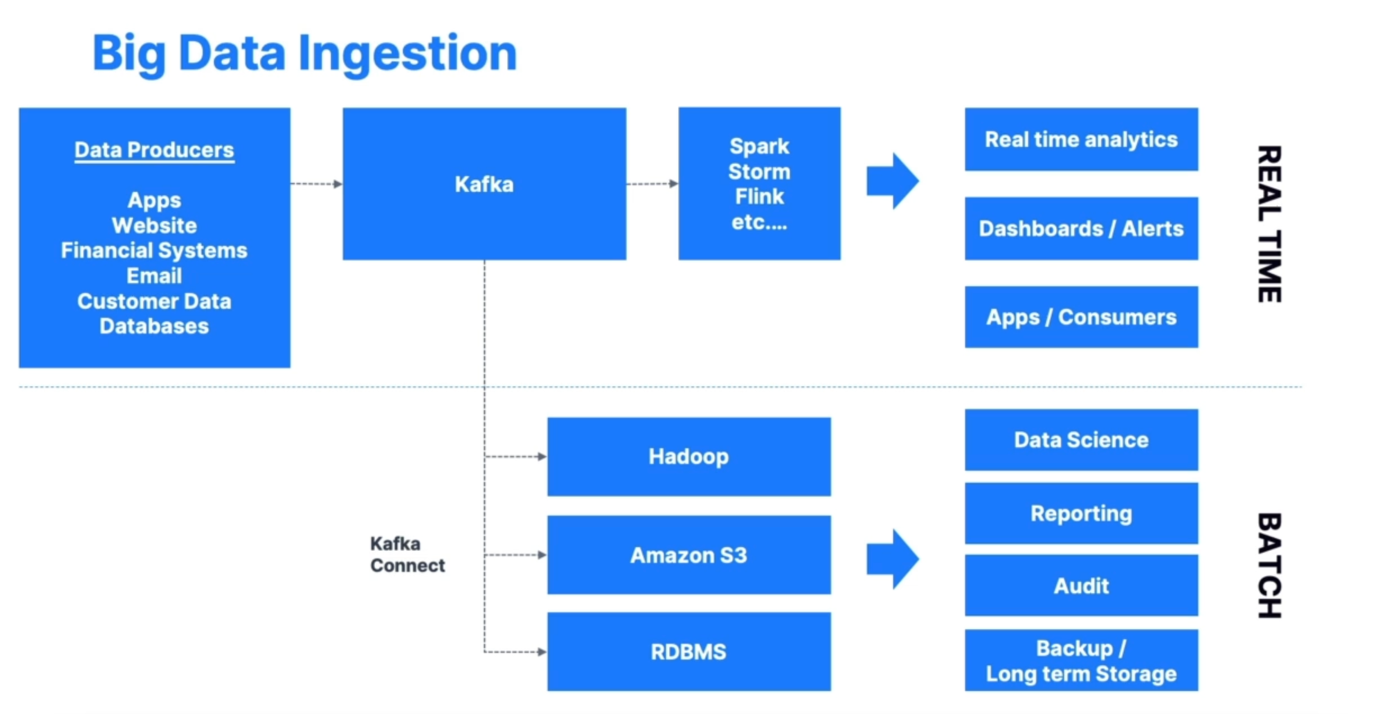 Big Data Ingestion
Data Producers
Apps
Website
Financial Systems
Email
Customer Data
Databases
Kafka
Spark
Storm
Flink
etc....
Real time analytics
Dashboards / Alerts
Apps / Consumers
REAL TIME
Kafka
Connect
Hadoop
Amazon S3
RDBMS
Data Science
Reporting
Audit
Backup /
Long term Storage
BATCH